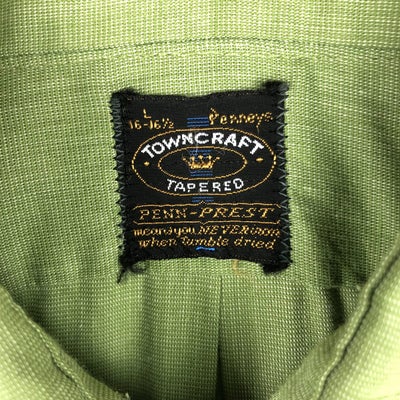 L
16-16½ Penneys
TOWNCRAFT
TAPERED
PENN-PREST
means you NEVER iron
when tumble dried